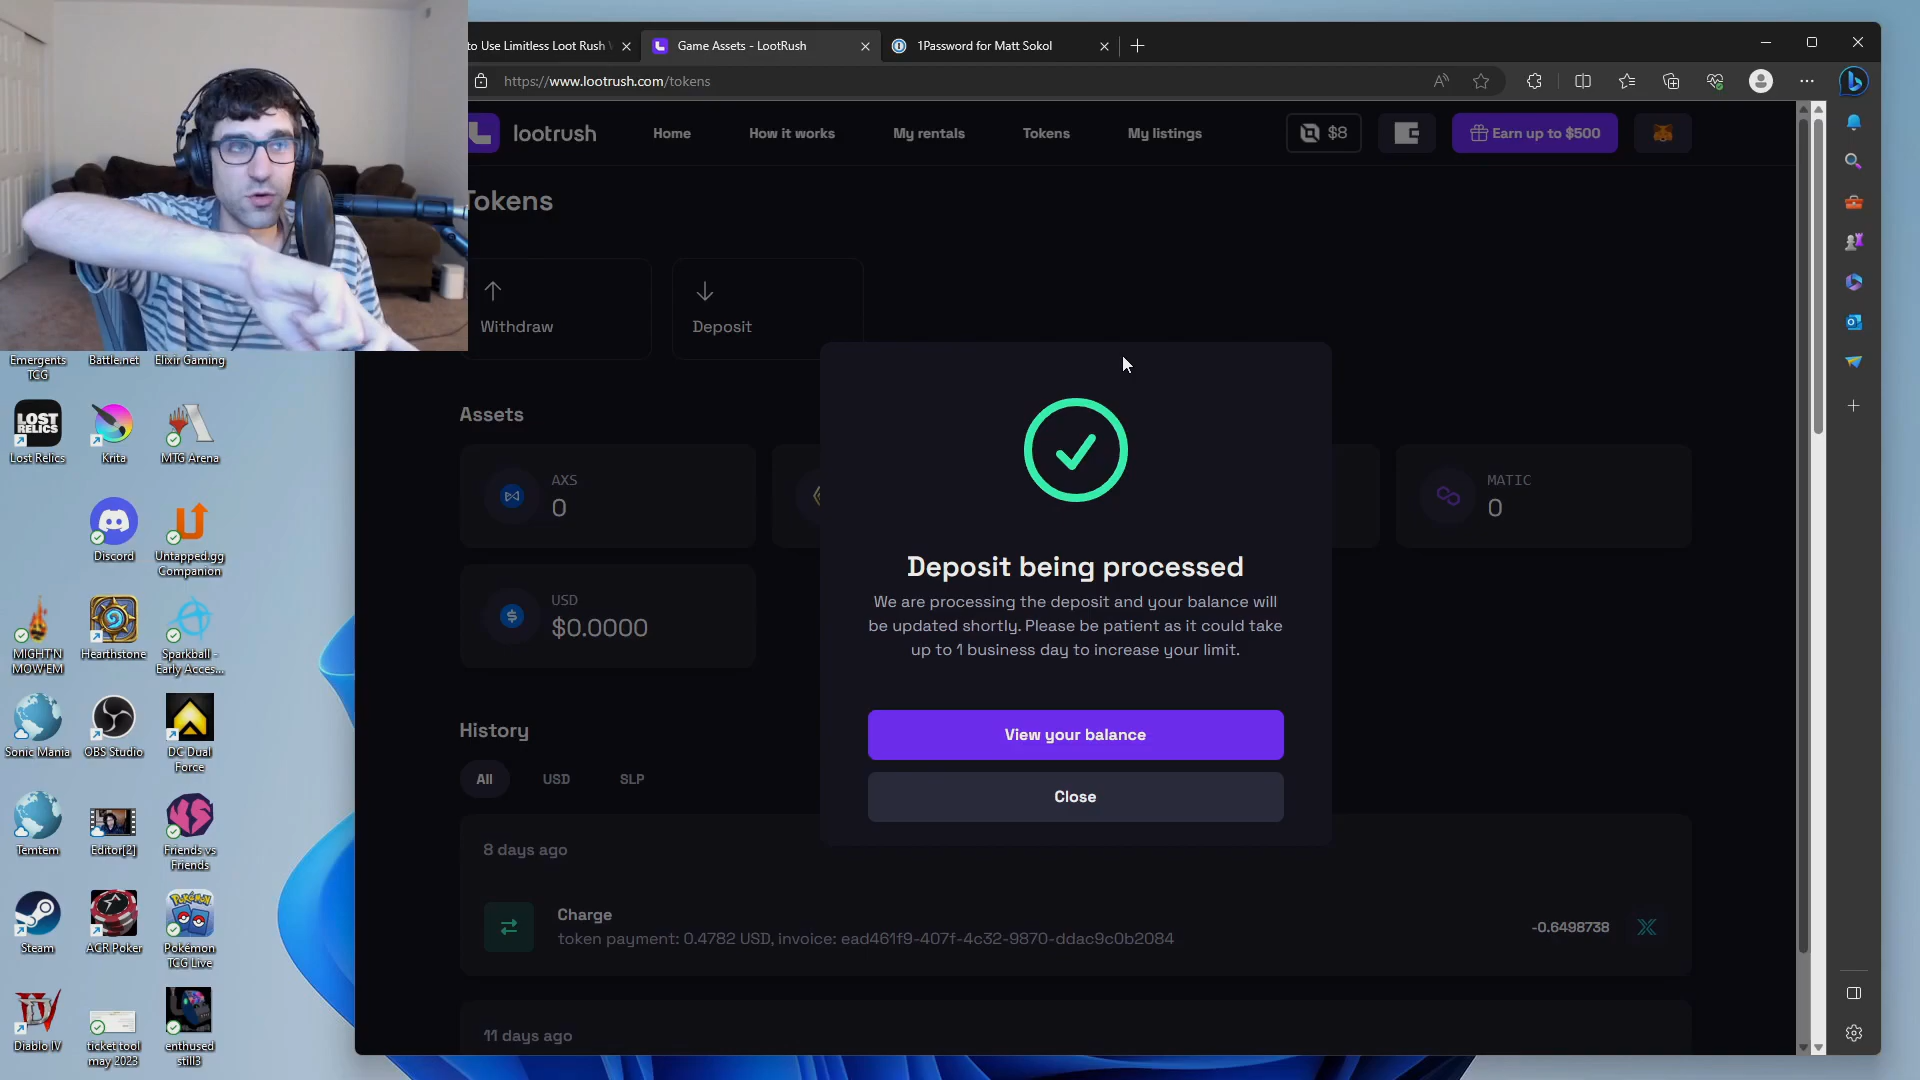 to Use Limitless Loot Rush
Game Assets - LootRush
1Password for Matt Sokol
https://www.lootrush.com/tokens
lootrush
Home
How it works
My rentals
Tokens
My listings
$8
Earn up to $500
Tokens
Withdraw
Deposit
Assets
AXS
0
MATIC
0
USD
$0.0000
Deposit being processed
We are processing the deposit and your balance will
be updated shortly. Please be patient as it could take
up to 1 business day to increase your limit.
View your balance
Close
History
All
USD
SLP
8 days ago
Charge
token payment: 0.4782 USD, invoice: ead461f9-407f-4c32-9870-ddac9c0b2084
-0.6498738
11 days ago
Emergents
TCG
Battle.net
Elixir Gaming
LOST
RELICS
Lost Relics
Krita
MTG Arena
Discord
Untapped.gg
Companion
MIGHT'N
MOW'EM
Hearthstone
Sparkball -
Early Acces...
Sonic Mania
OBS Studio
DC Dual
Force
Temtem
Editor[2]
Friends vs
Friends
Steam
ACR Poker
Pokémon
TCG Live
Diablo IV
ticket tool
may 2023
enthused
still3